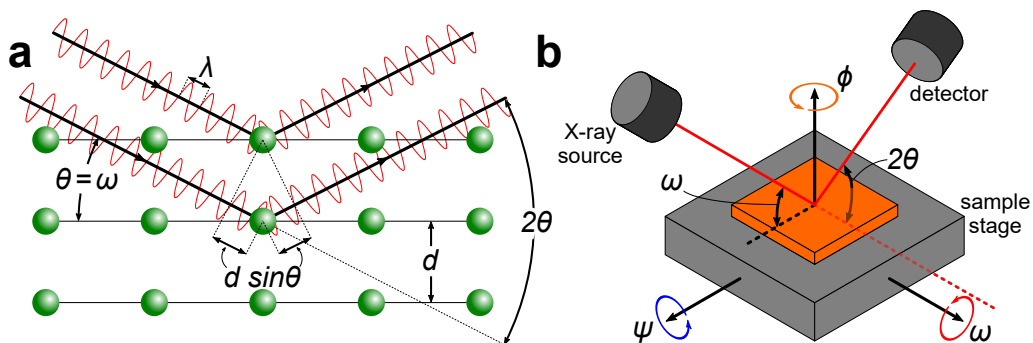 a
λ
θ = ω
d sinθ
d
2θ
b
ϕ
detector
X-ray
source
2θ
ω
sample
stage
ψ
ω